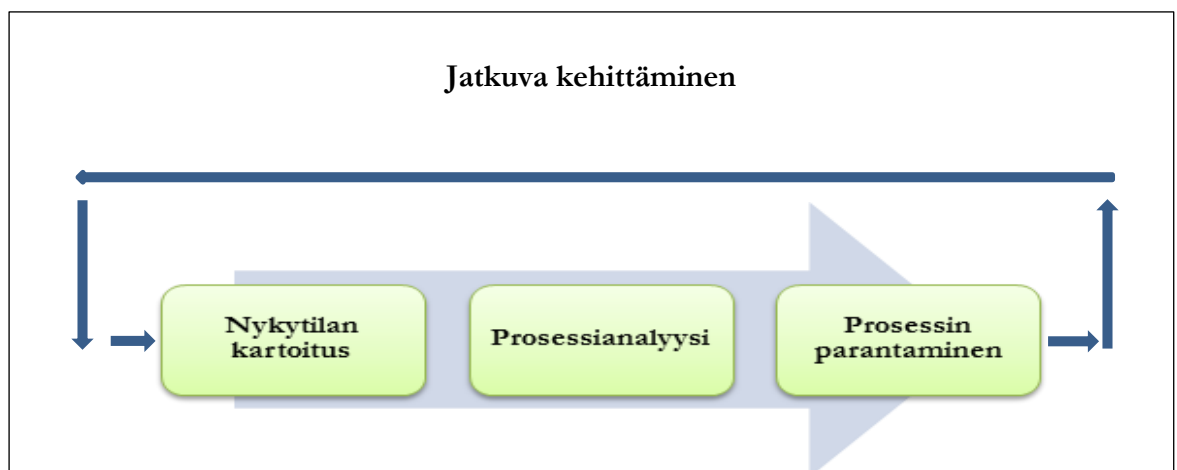 Jatkuva kehittäminen
Nykytilan
kartoitus
Prosessianalyysi
Prosessin
parantaminen